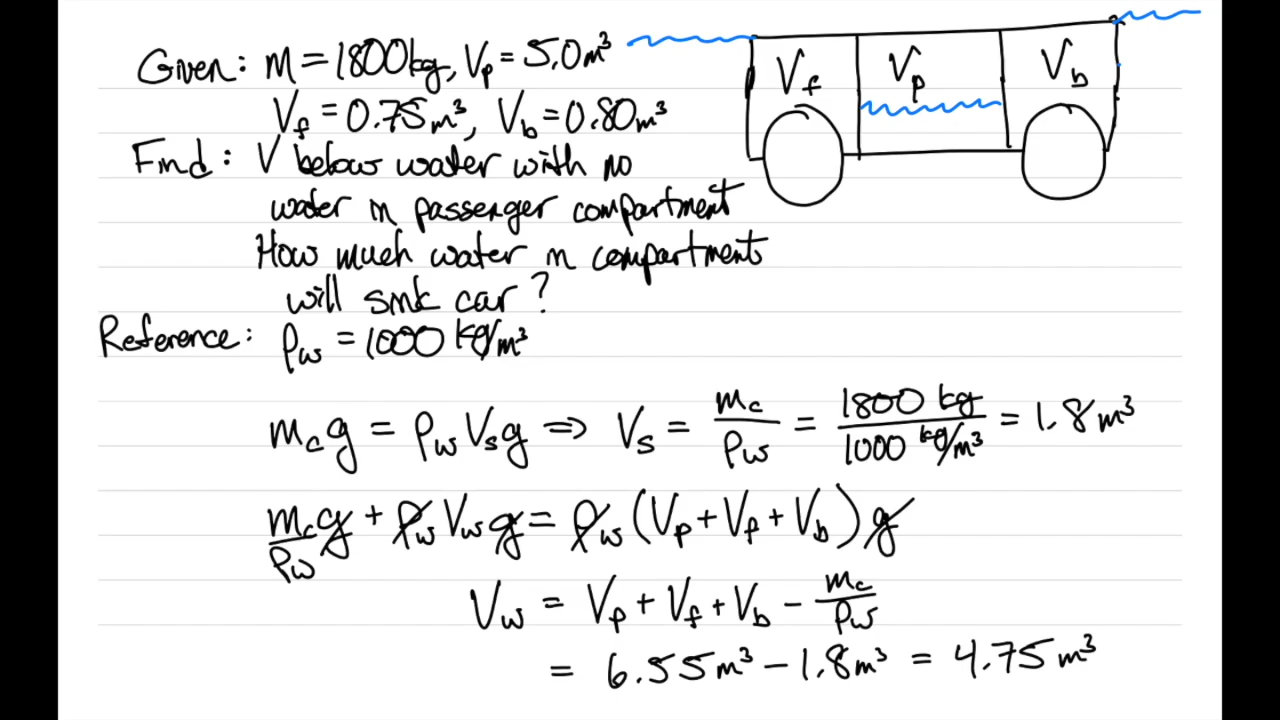 Given: m = 1800 kg, Vp = 5.0 m³
Vf = 0.75 m³, Vb = 0.80 m³
Vf Vp Vb
Find: V below water with no
water in passenger compartment
How much water in compartment
will sink car?
Reference: ρw = 1000 kg/m³
mcg = ρwVsg ⇒ Vs = mc/ρw = 1800 kg/1000 kg/m³ = 1.8 m³
mcg/ρw + ρwVwg = ρw(Vp + Vf + Vb)g
Vw = Vp + Vf + Vb − mc/ρw
= 6.55 m³ − 1.8 m³ = 4.75 m³